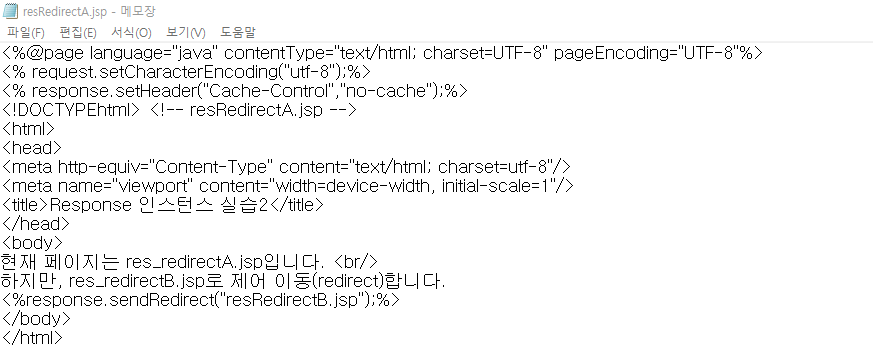 resRedirectA.jsp - 메모장
파일(F) 편집(E) 서식(O) 보기(V) 도움말
<%@page language="java" contentType="text/html; charset=UTF-8" pageEncoding="UTF-8"%>
<% request.setCharacterEncoding("utf-8");%>
<% response.setHeader("Cache-Control","no-cache");%>
<!DOCTYPEhtml> <!-- resRedirectA.jsp -->
<html>
<head>
<meta http-equiv="Content-Type" content="text/html; charset=utf-8"/>
<meta name="viewport" content="width=device-width, initial-scale=1"/>
<title>Response 인스턴스 실습2</title>
</head>
<body>
현재 페이지는 res_redirectA.jsp입니다. <br/>
하지만, res_redirectB.jsp로 제어 이동(redirect)합니다.
<%response.sendRedirect("resRedirectB.jsp");%>
</body>
</html>